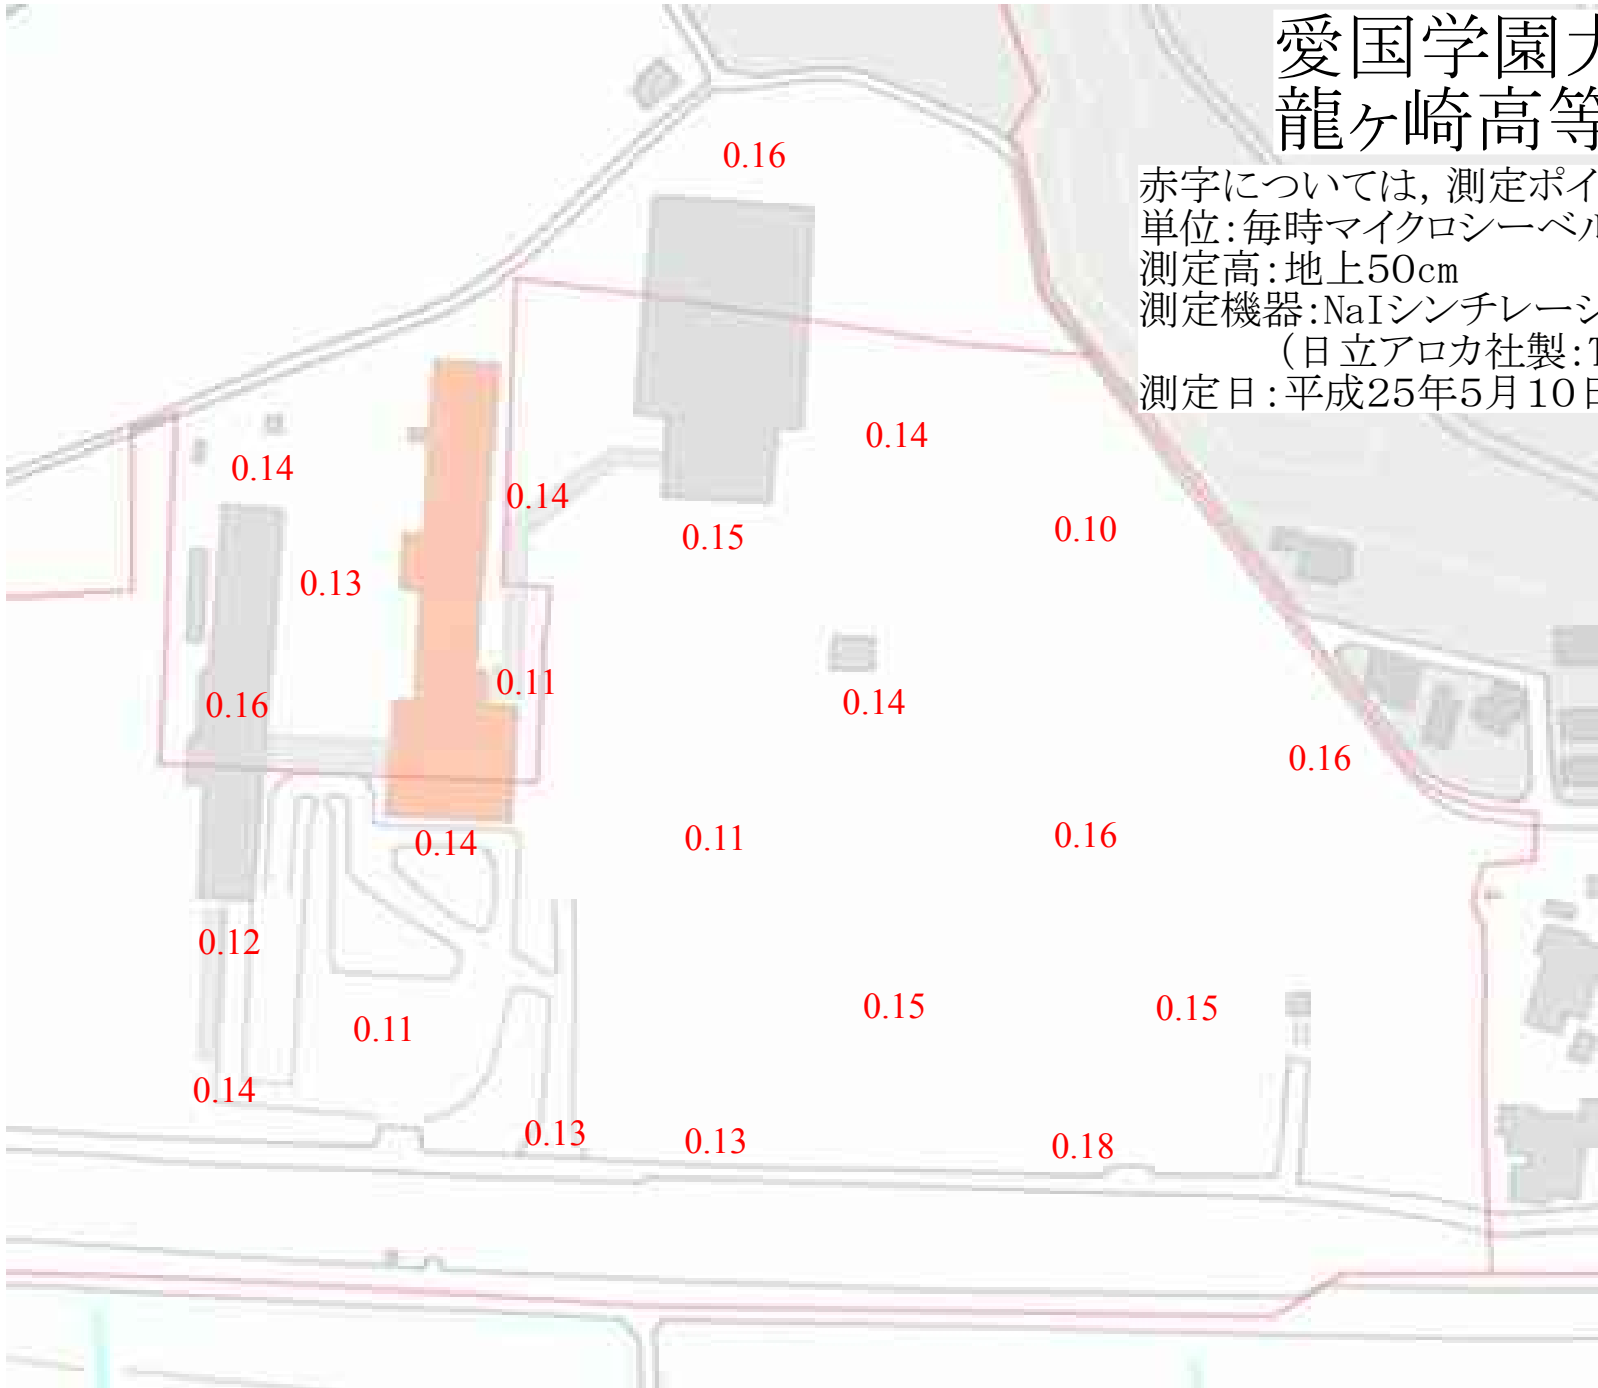 愛国学園大
龍ヶ崎高等
赤字については，測定ポイ
単位：毎時マイクロシーベル
測定高：地上50cm
測定機器：NaIシンチレーシ
（日立アロカ社製：T
測定日：平成25年5月10日
0.16
0.14
0.14
0.14
0.15
0.10
0.13
0.11
0.16
0.14
0.16
0.14
0.11
0.16
0.12
0.15
0.15
0.11
0.14
0.13
0.13
0.18